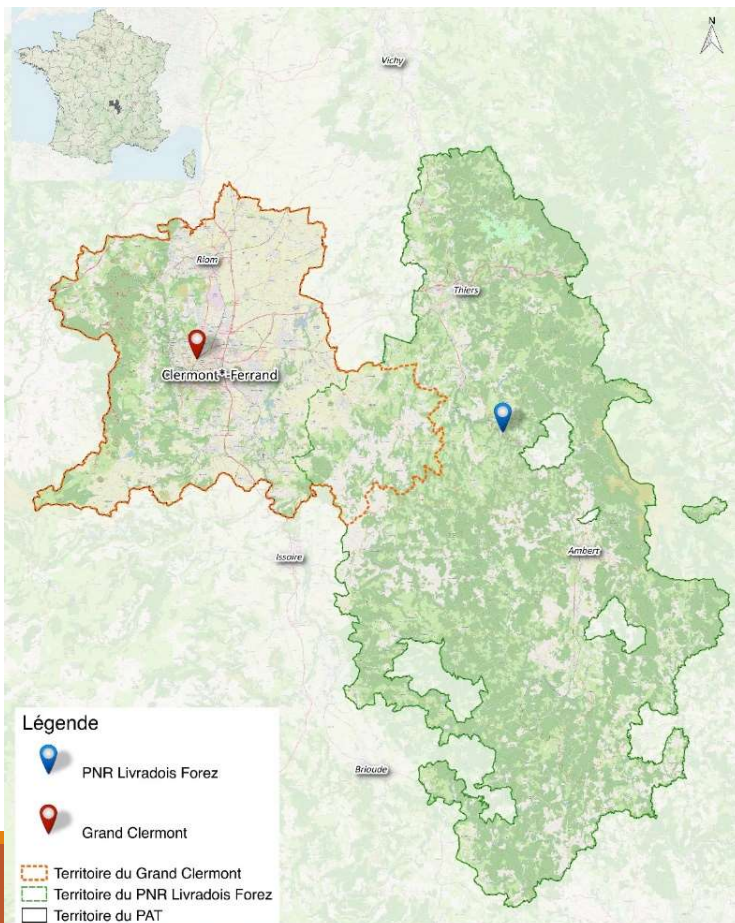 N
Vichy
Riom
Thiers
Clermont*-Ferrand
Issoire
Ambert
Brioude
Légende
PNR Livradois Forez
Grand Clermont
Territoire du Grand Clermont
Territoire du PNR Livradois Forez
Territoire du PAT